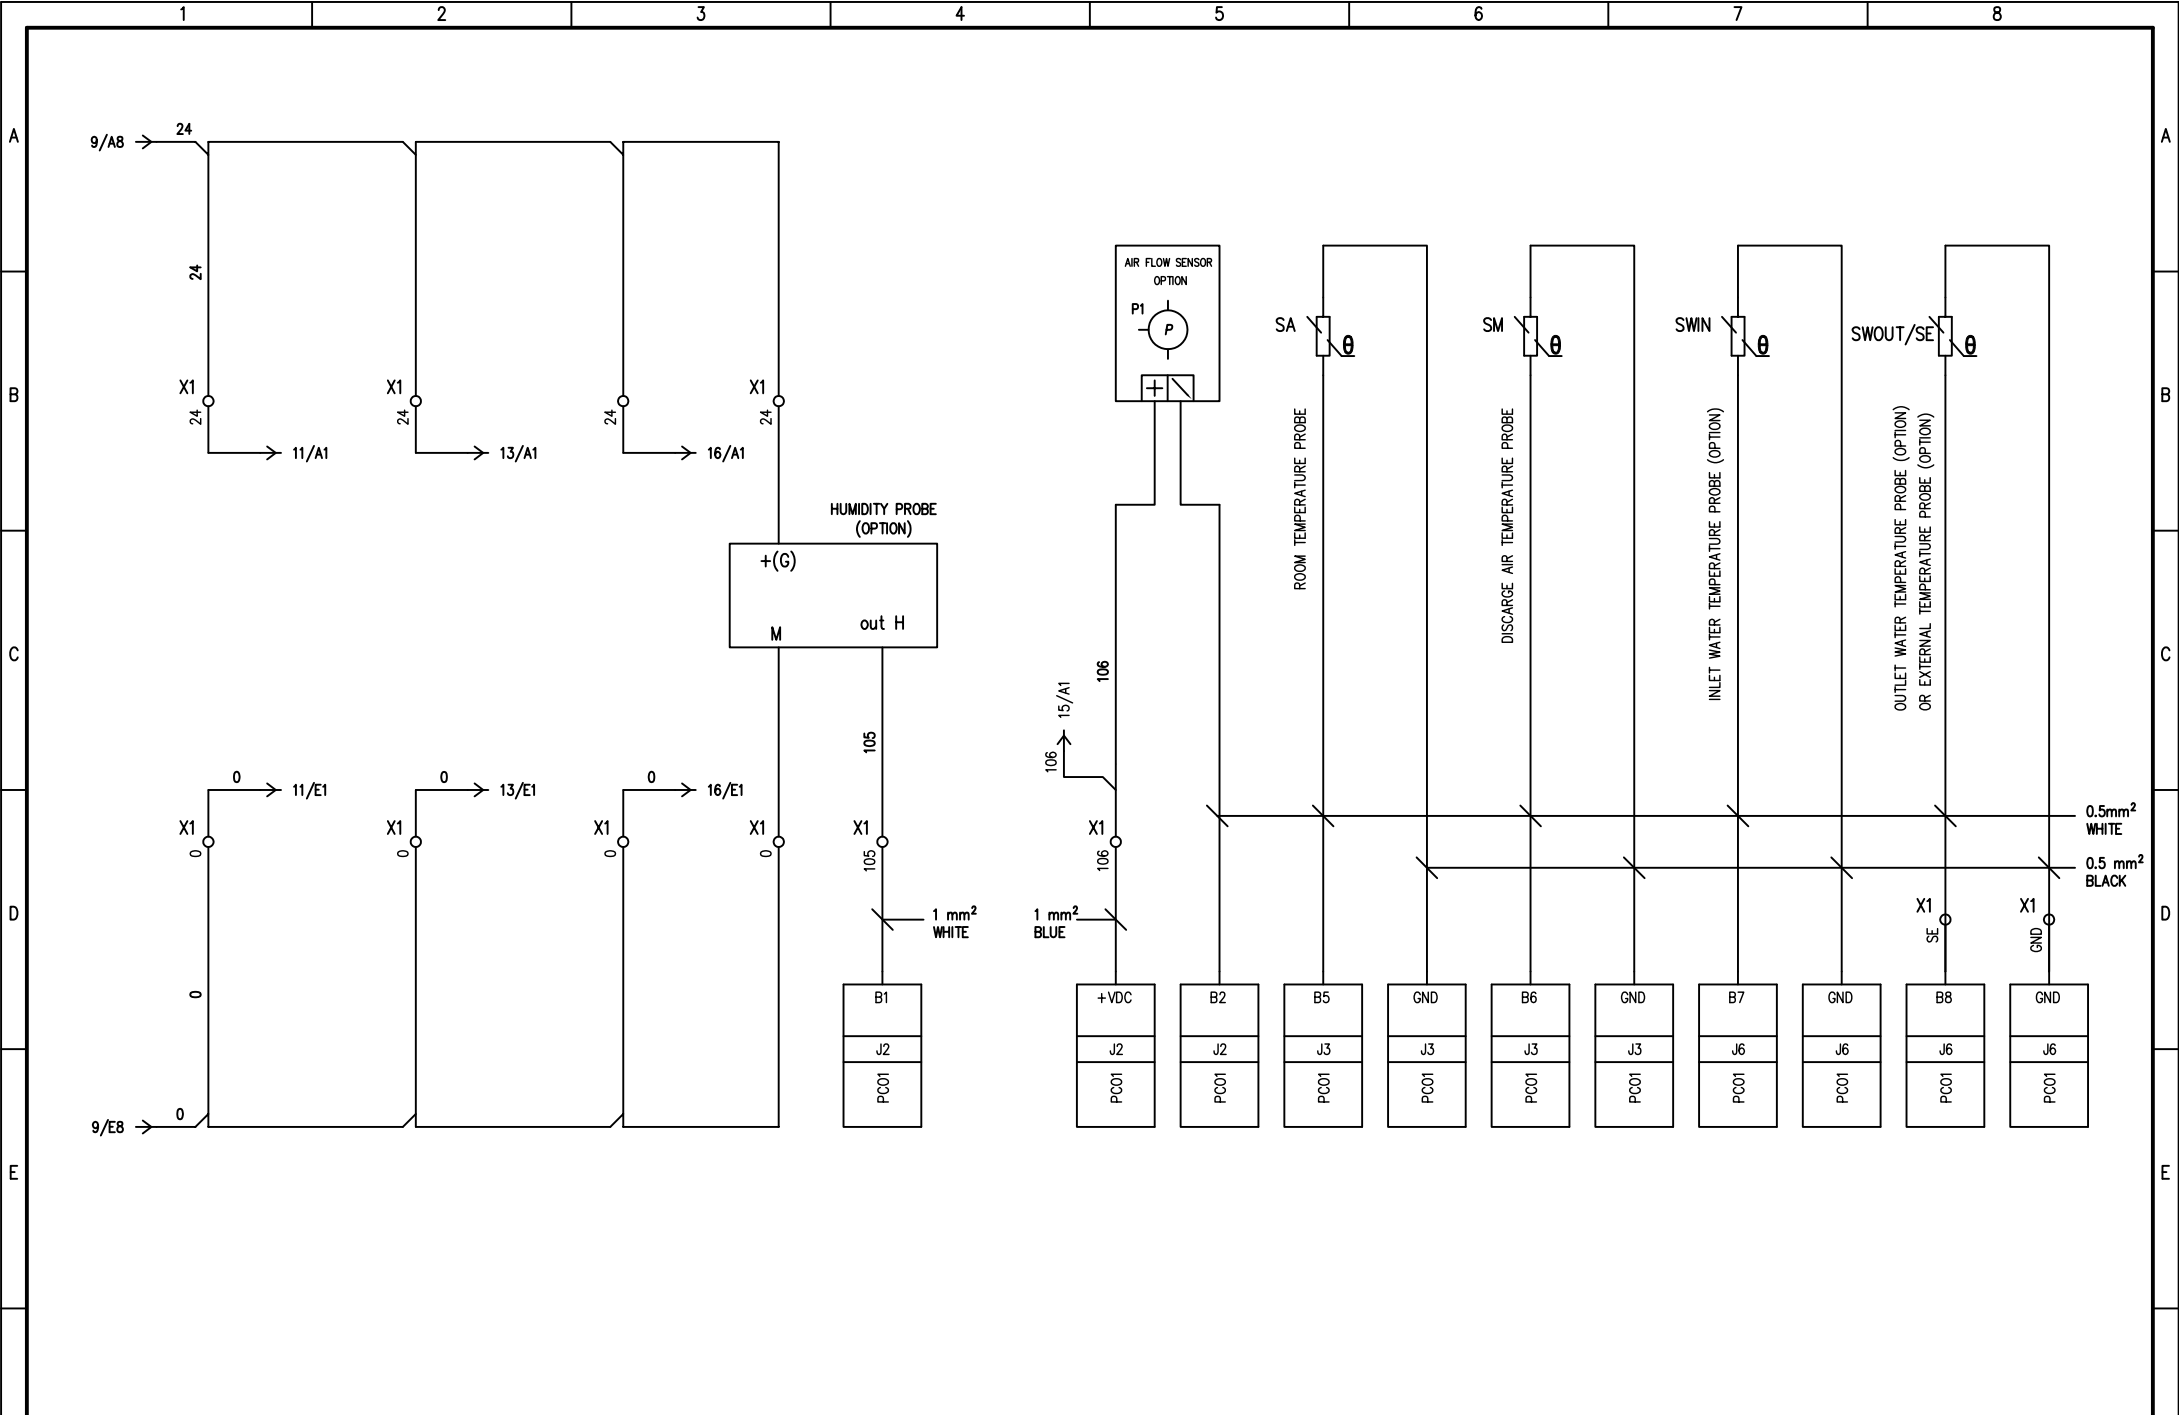 1 2 3 4 5 6 7 8
A A
9/A8 24
24
AIR FLOW SENSOR
OPTION
P1
P
SA θ
SM θ
SWIN θ
SWOUT/SE θ
B B
X1 24
X1 24
24
X1 24
11/A1
13/A1
16/A1
ROOM TEMPERATURE PROBE
DISCARGE AIR TEMPERATURE PROBE
INLET WATER TEMPERATURE PROBE (OPTION)
OUTLET WATER TEMPERATURE PROBE (OPTION)
OR EXTERNAL TEMPERATURE PROBE (OPTION)
HUMIDITY PROBE
(OPTION)
+(G)
M
out H
C C
106
15/A1
106
105
0 11/E1
0 13/E1
0 16/E1
X1 0
X1 0
X1 0
X1 0
X1 105
X1 106
0.5mm²
WHITE
0.5 mm²
BLACK
D D
1 mm²
WHITE
1 mm²
BLUE
X1 SE
X1 GND
0
B1 +VDC B2 B5 GND B6 GND B7 GND B8 GND
J2 J2 J2 J3 J3 J3 J3 J6 J6 J6 J6
PCO1 PCO1 PCO1 PCO1 PCO1 PCO1 PCO1 PCO1 PCO1 PCO1 PCO1
9/E8 0
E E